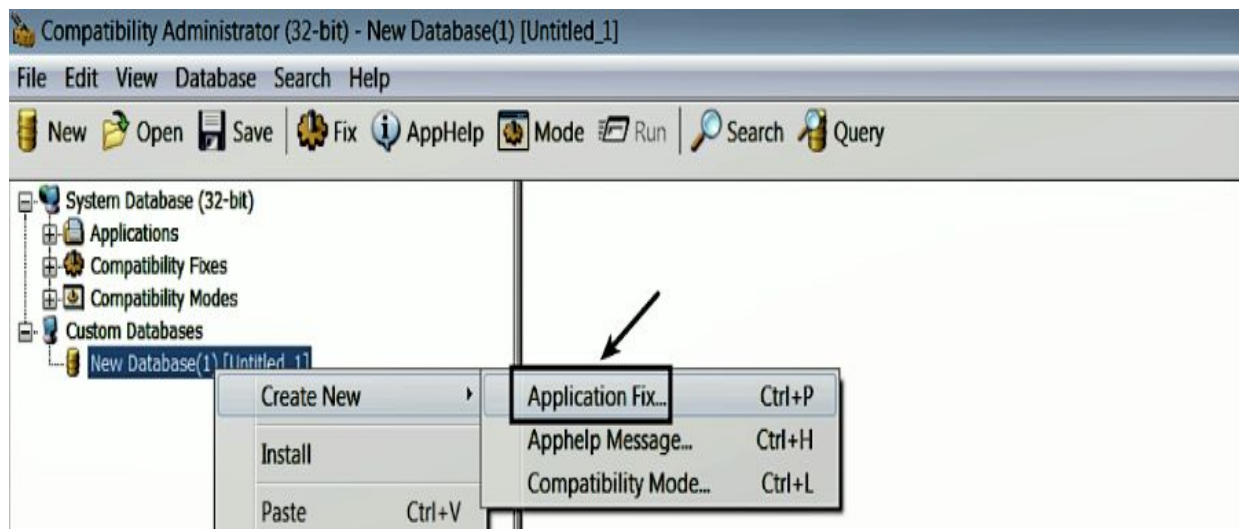 Compatibility Administrator (32-bit) - New Database(1) [Untitled_1]
File Edit View Database Search Help
New Open Save Fix AppHelp Mode Run Search Query
System Database (32-bit)
Applications
Compatibility Fixes
Compatibility Modes
Custom Databases
New Database(1) [Untitled_1]
Create New
Install
Paste Ctrl+V
Application Fix... Ctrl+P
Apphelp Message... Ctrl+H
Compatibility Mode... Ctrl+L